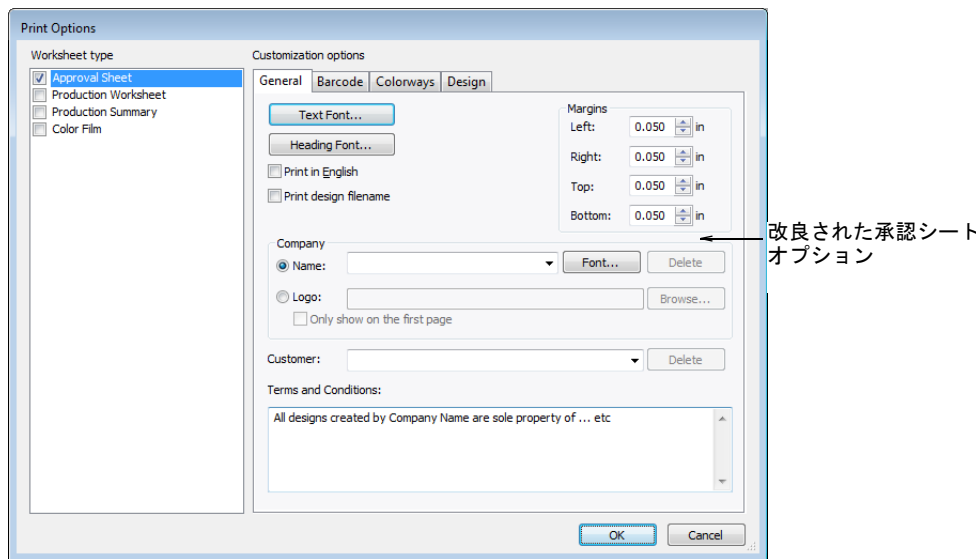 Print Options
Worksheet type
Approval Sheet
Production Worksheet
Production Summary
Color Film
Customization options
General
Barcode
Colorways
Design
Text Font...
Heading Font...
Print in English
Print design filename
Margins
Left: 0.050 in
Right: 0.050 in
Top: 0.050 in
Bottom: 0.050 in
Company
Name:
Font...
Delete
Logo:
Browse...
Only show on the first page
Customer:
Delete
Terms and Conditions:
All designs created by Company Name are sole property of ... etc
OK
Cancel
改良された承認シート
オプション